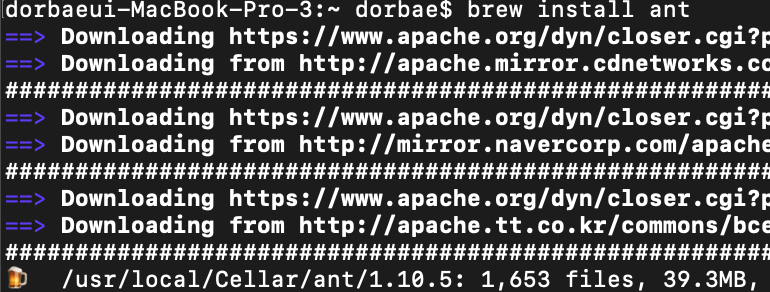 dorbaeui-MacBook-Pro-3:~ dorbae$ brew install ant
==> Downloading https://www.apache.org/dyn/closer.cgi?p
==> Downloading from http://apache.mirror.cdnetworks.co
######################################################
==> Downloading https://www.apache.org/dyn/closer.cgi?p
==> Downloading from http://mirror.navercorp.com/apache
######################################################
==> Downloading https://www.apache.org/dyn/closer.cgi?p
==> Downloading from http://apache.tt.co.kr/commons/bce
######################################################
🍺  /usr/local/Cellar/ant/1.10.5: 1,653 files, 39.3MB,